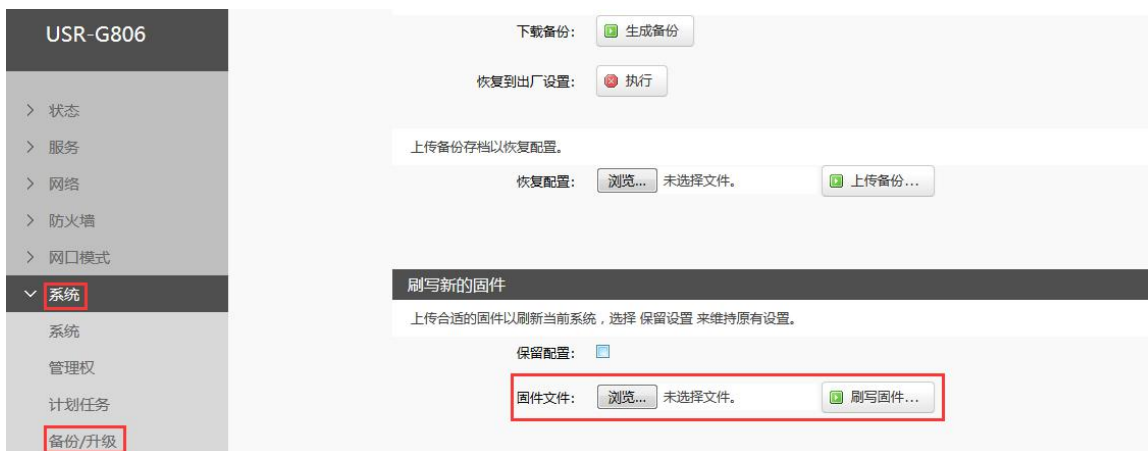 USR-G806
状态
服务
网络
防火墙
网口模式
系统
系统
管理权
计划任务
备份/升级
下载备份: 生成备份
恢复到出厂设置: 执行
上传备份存档以恢复配置。
恢复配置: 浏览... 未选择文件。 上传备份...
刷写新的固件
上传合适的固件以刷新当前系统，选择 保留设置 来维持原有设置。
保留配置:
固件文件: 浏览... 未选择文件。 刷写固件...